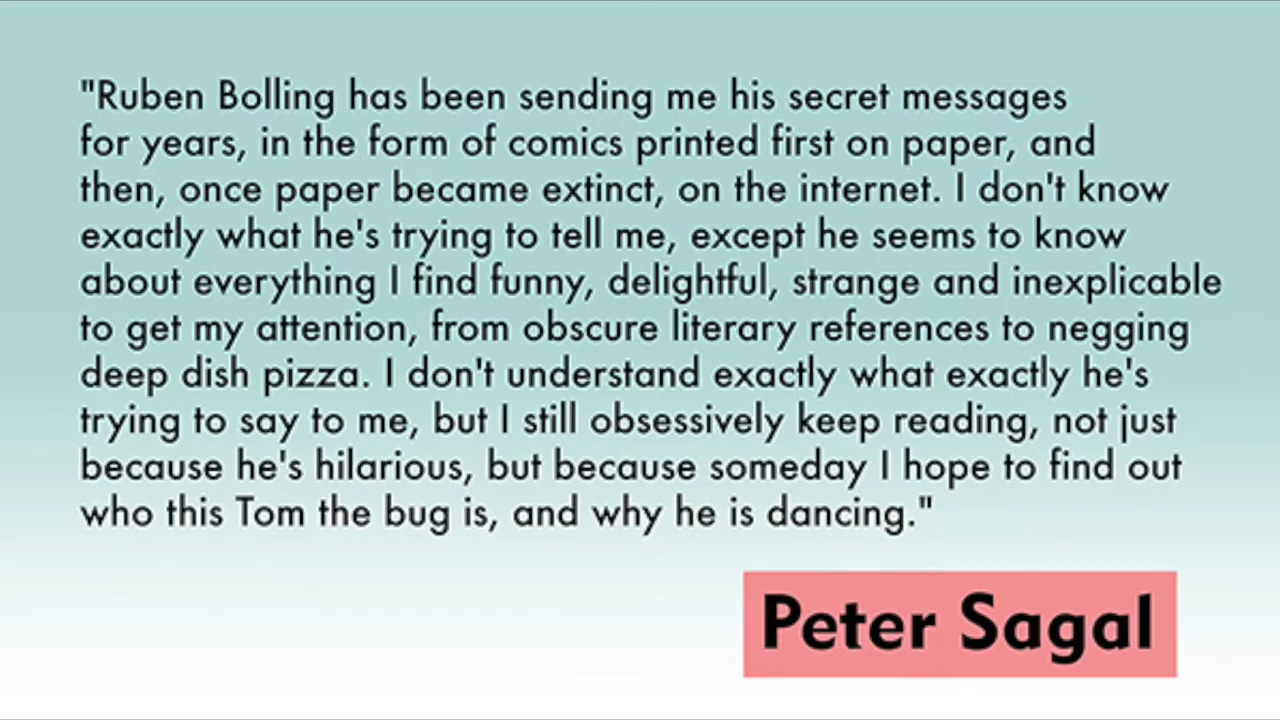 "Ruben Bolling has been sending me his secret messages
for years, in the form of comics printed first on paper, and
then, once paper became extinct, on the internet. I don't know
exactly what he's trying to tell me, except he seems to know
about everything I find funny, delightful, strange and inexplicable
to get my attention, from obscure literary references to negging
deep dish pizza. I don't understand exactly what exactly he's
trying to say to me, but I still obsessively keep reading, not just
because he's hilarious, but because someday I hope to find out
who this Tom the bug is, and why he is dancing."
Peter Sagal